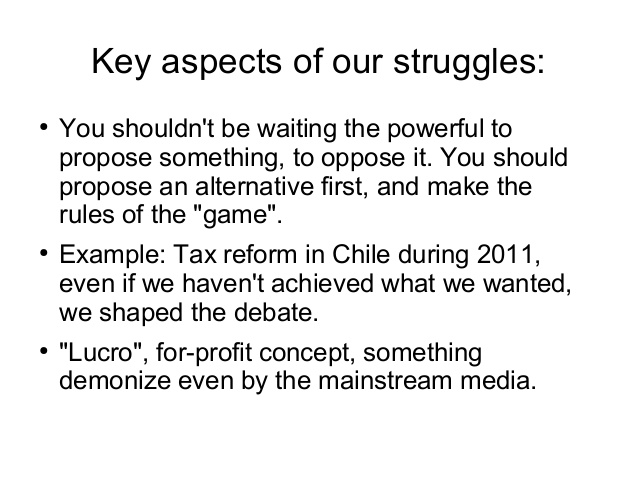 Key aspects of our struggles:
• You shouldn't be waiting the powerful to
propose something, to oppose it. You should
propose an alternative first, and make the
rules of the "game".
• Example: Tax reform in Chile during 2011,
even if we haven't achieved what we wanted,
we shaped the debate.
• "Lucro", for-profit concept, something
demonize even by the mainstream media.